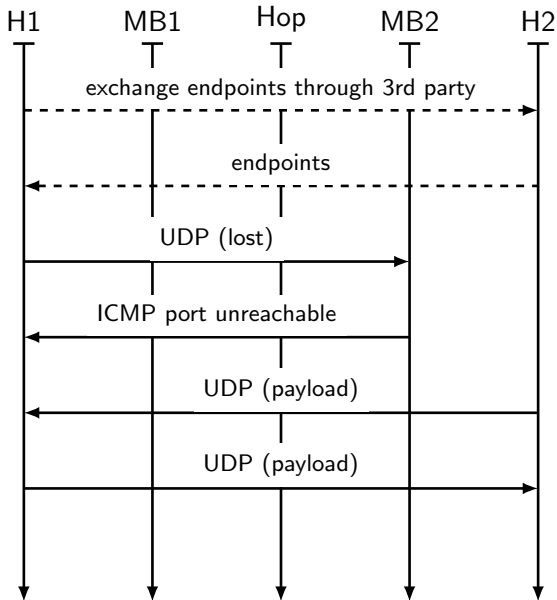 H1 MB1 Hop MB2 H2
exchange endpoints through 3rd party
endpoints
UDP (lost)
ICMP port unreachable
UDP (payload)
UDP (payload)